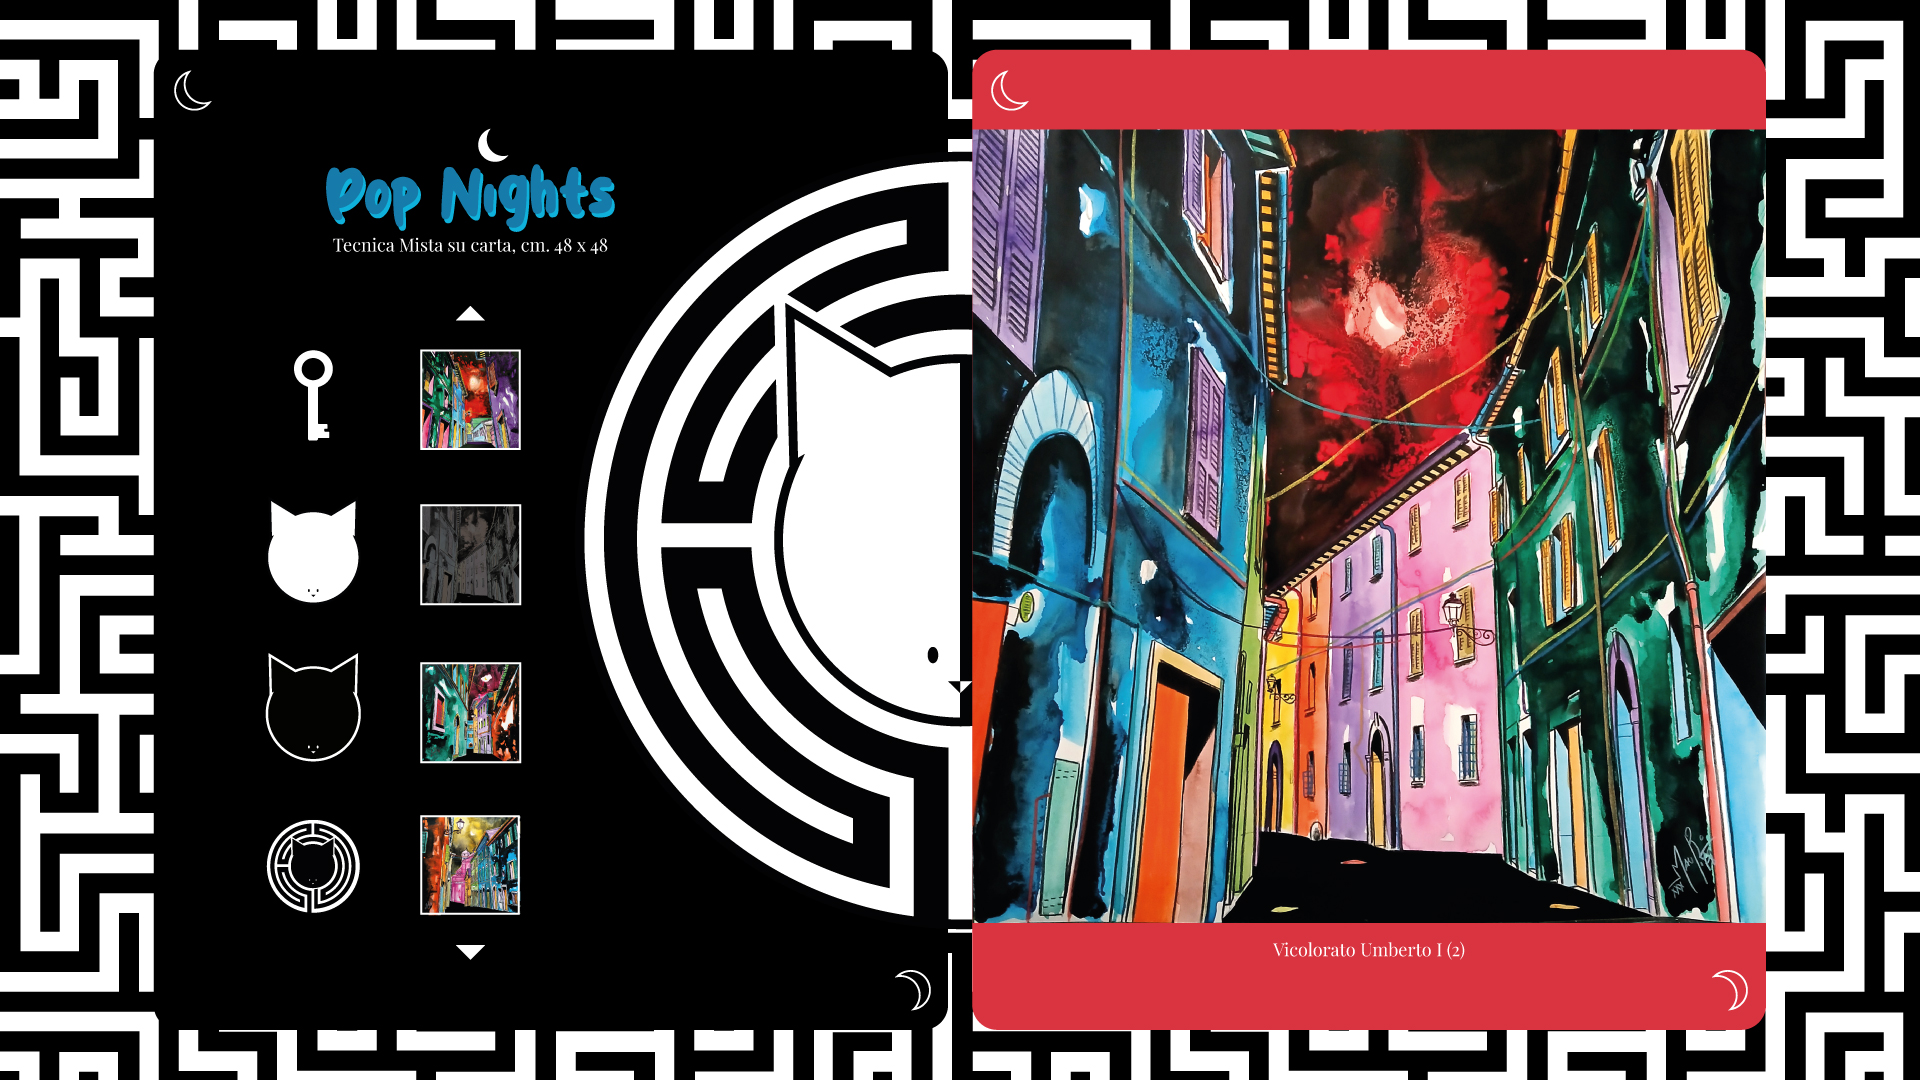 Pop Nights
Tecnica Mista su carta, cm. 48 x 48
Vicolorato Umberto I (2)